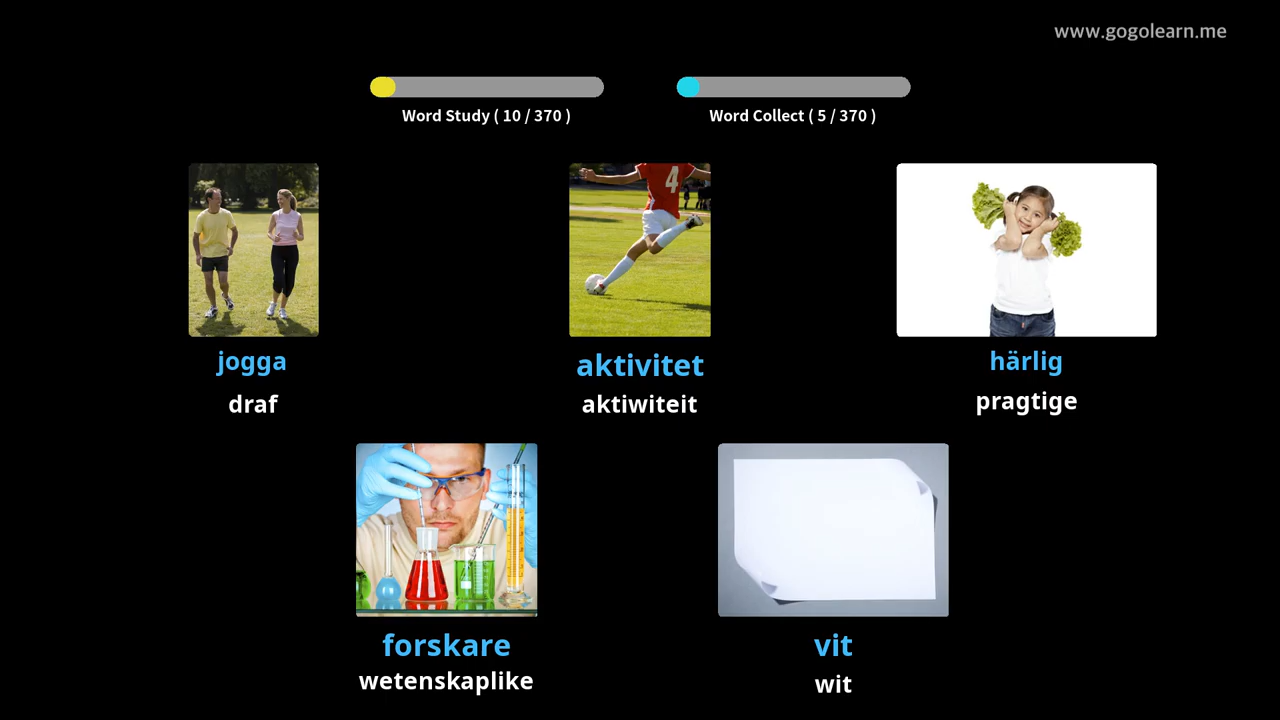 www.gogolearn.me
Word Study ( 10 / 370 )
Word Collect ( 5 / 370 )
4
jogga
aktivitet
härlig
draf
aktiwiteit
pragtige
forskare
vit
wetenskaplike
wit